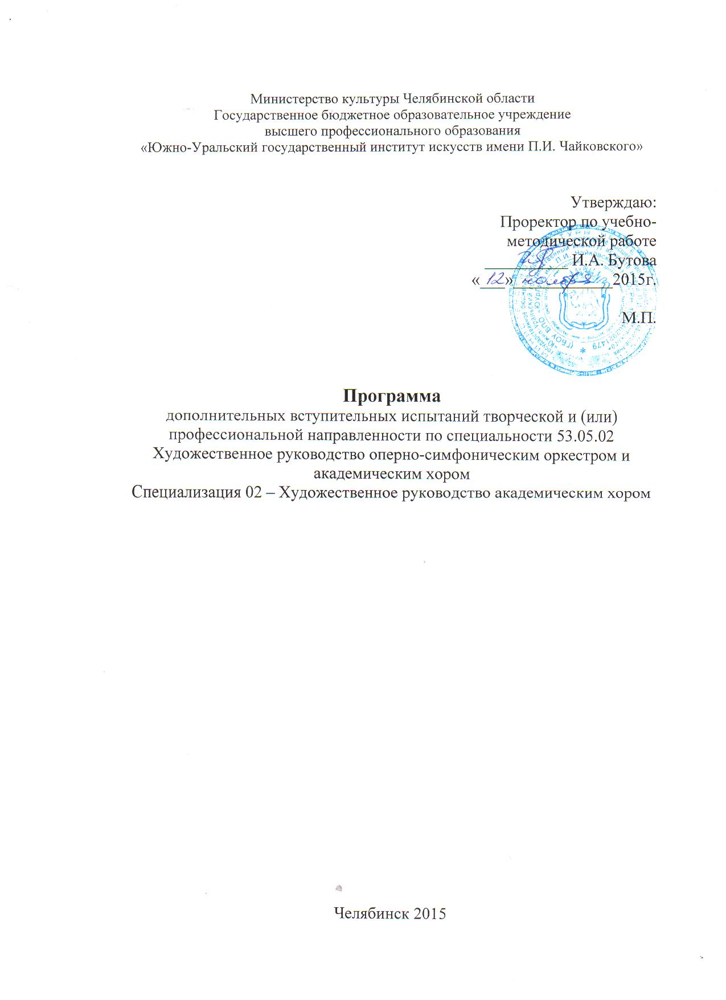 Министерство культуры Челябинской области
Государственное бюджетное образовательное учреждение
высшего профессионального образования
«Южно-Уральский государственный институт искусств имени П.И. Чайковского»
Утверждаю:
Проректор по учебно-
методической работе
И.А. Бутова
«12» ноября 2015г.
М.П.
Программа
дополнительных вступительных испытаний творческой и (или)
профессиональной направленности по специальности 53.05.02
Художественное руководство оперно-симфоническим оркестром и
академическим хором
Специализация 02 – Художественное руководство академическим хором
Челябинск 2015